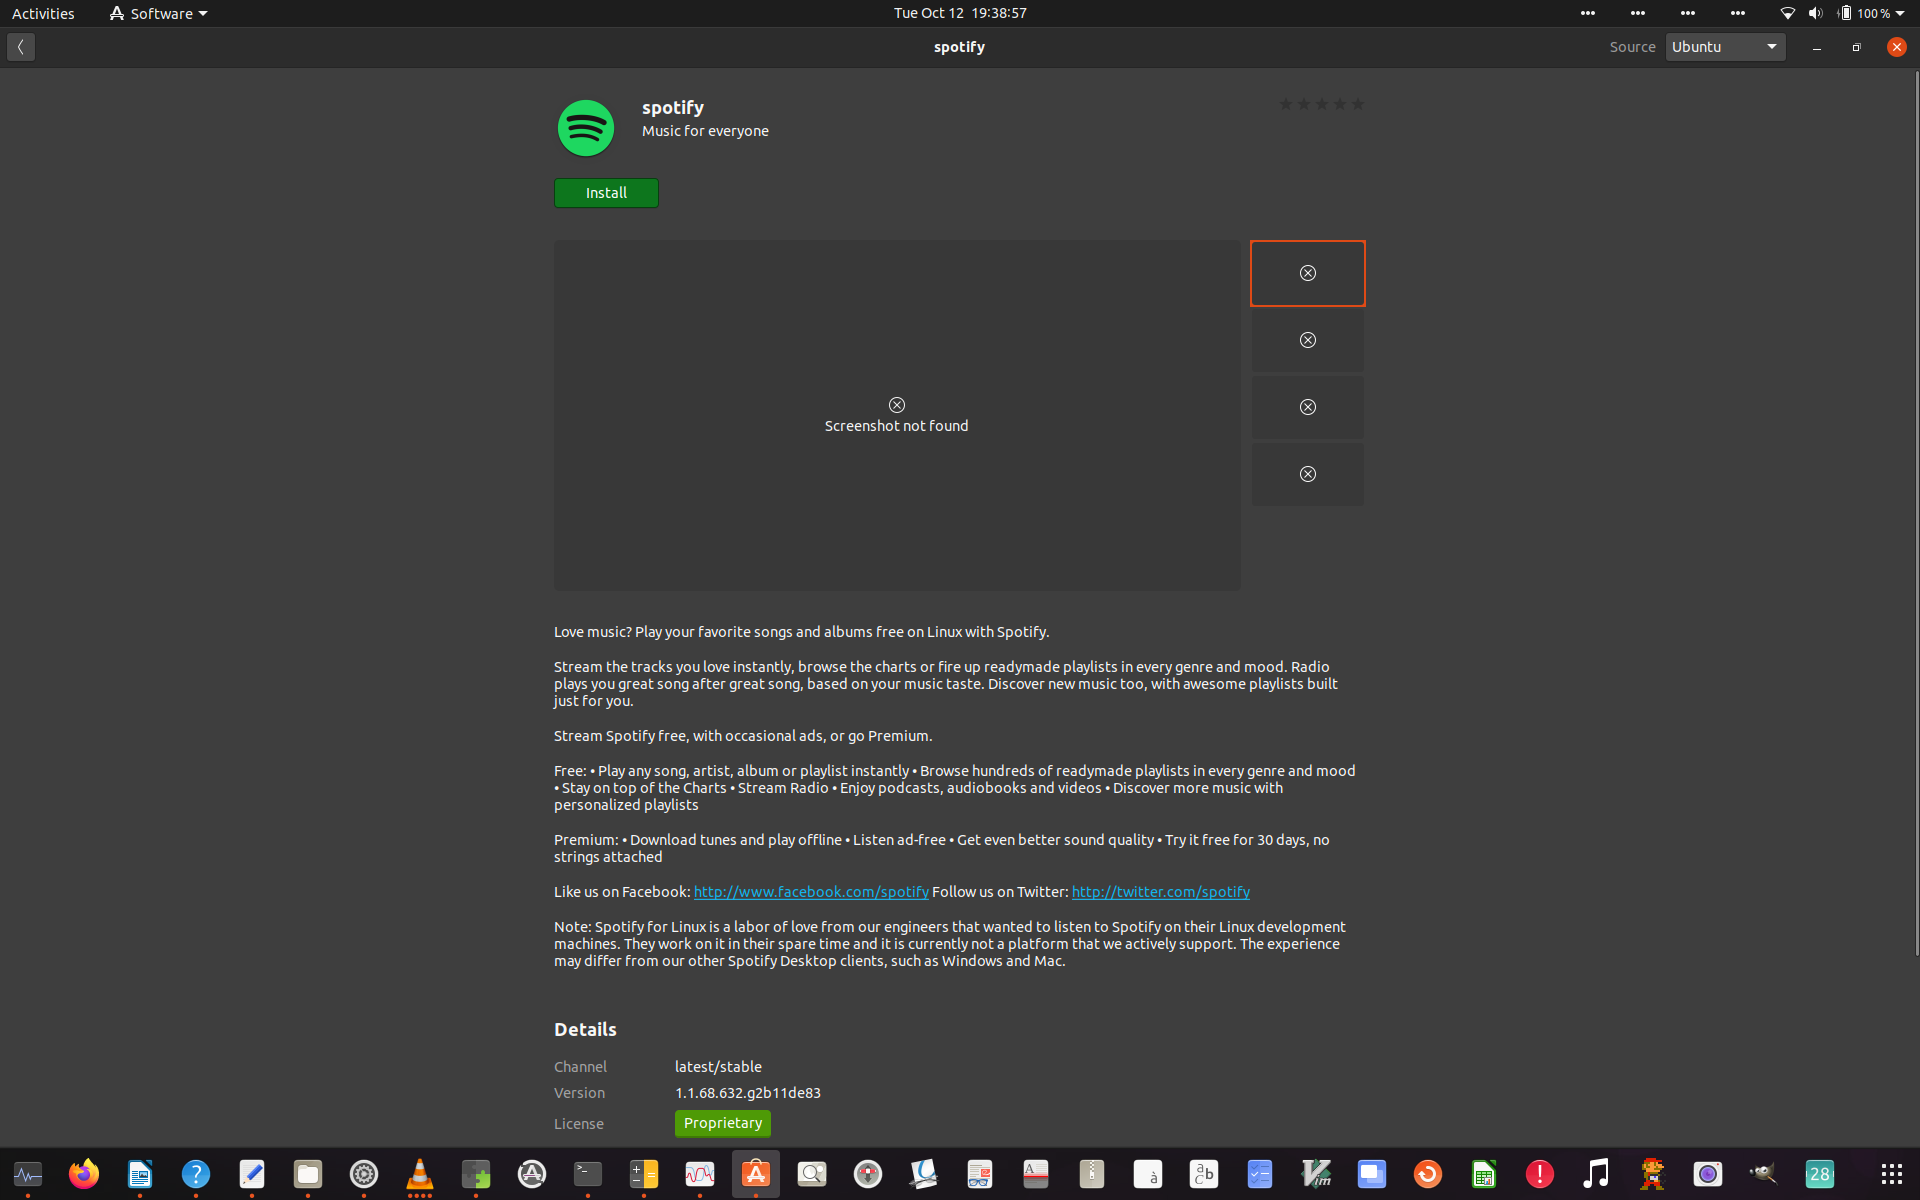 Activities
Software
Tue Oct 12 19:38:57
100 %
spotify
Source
Ubuntu
spotify
Music for everyone
Install
Screenshot not found
Love music? Play your favorite songs and albums free on Linux with Spotify.
Stream the tracks you love instantly, browse the charts or fire up readymade playlists in every genre and mood. Radio
plays you great song after great song, based on your music taste. Discover new music too, with awesome playlists built
just for you.
Stream Spotify free, with occasional ads, or go Premium.
Free: • Play any song, artist, album or playlist instantly • Browse hundreds of readymade playlists in every genre and mood
• Stay on top of the Charts • Stream Radio • Enjoy podcasts, audiobooks and videos • Discover more music with
personalized playlists
Premium: • Download tunes and play offline • Listen ad-free • Get even better sound quality • Try it free for 30 days, no
strings attached
Like us on Facebook: http://www.facebook.com/spotify Follow us on Twitter: http://twitter.com/spotify
Note: Spotify for Linux is a labor of love from our engineers that wanted to listen to Spotify on their Linux development
machines. They work on it in their spare time and it is currently not a platform that we actively support. The experience
may differ from our other Spotify Desktop clients, such as Windows and Mac.
Details
Channel latest/stable
Version 1.1.68.632.g2b11de83
License Proprietary
28